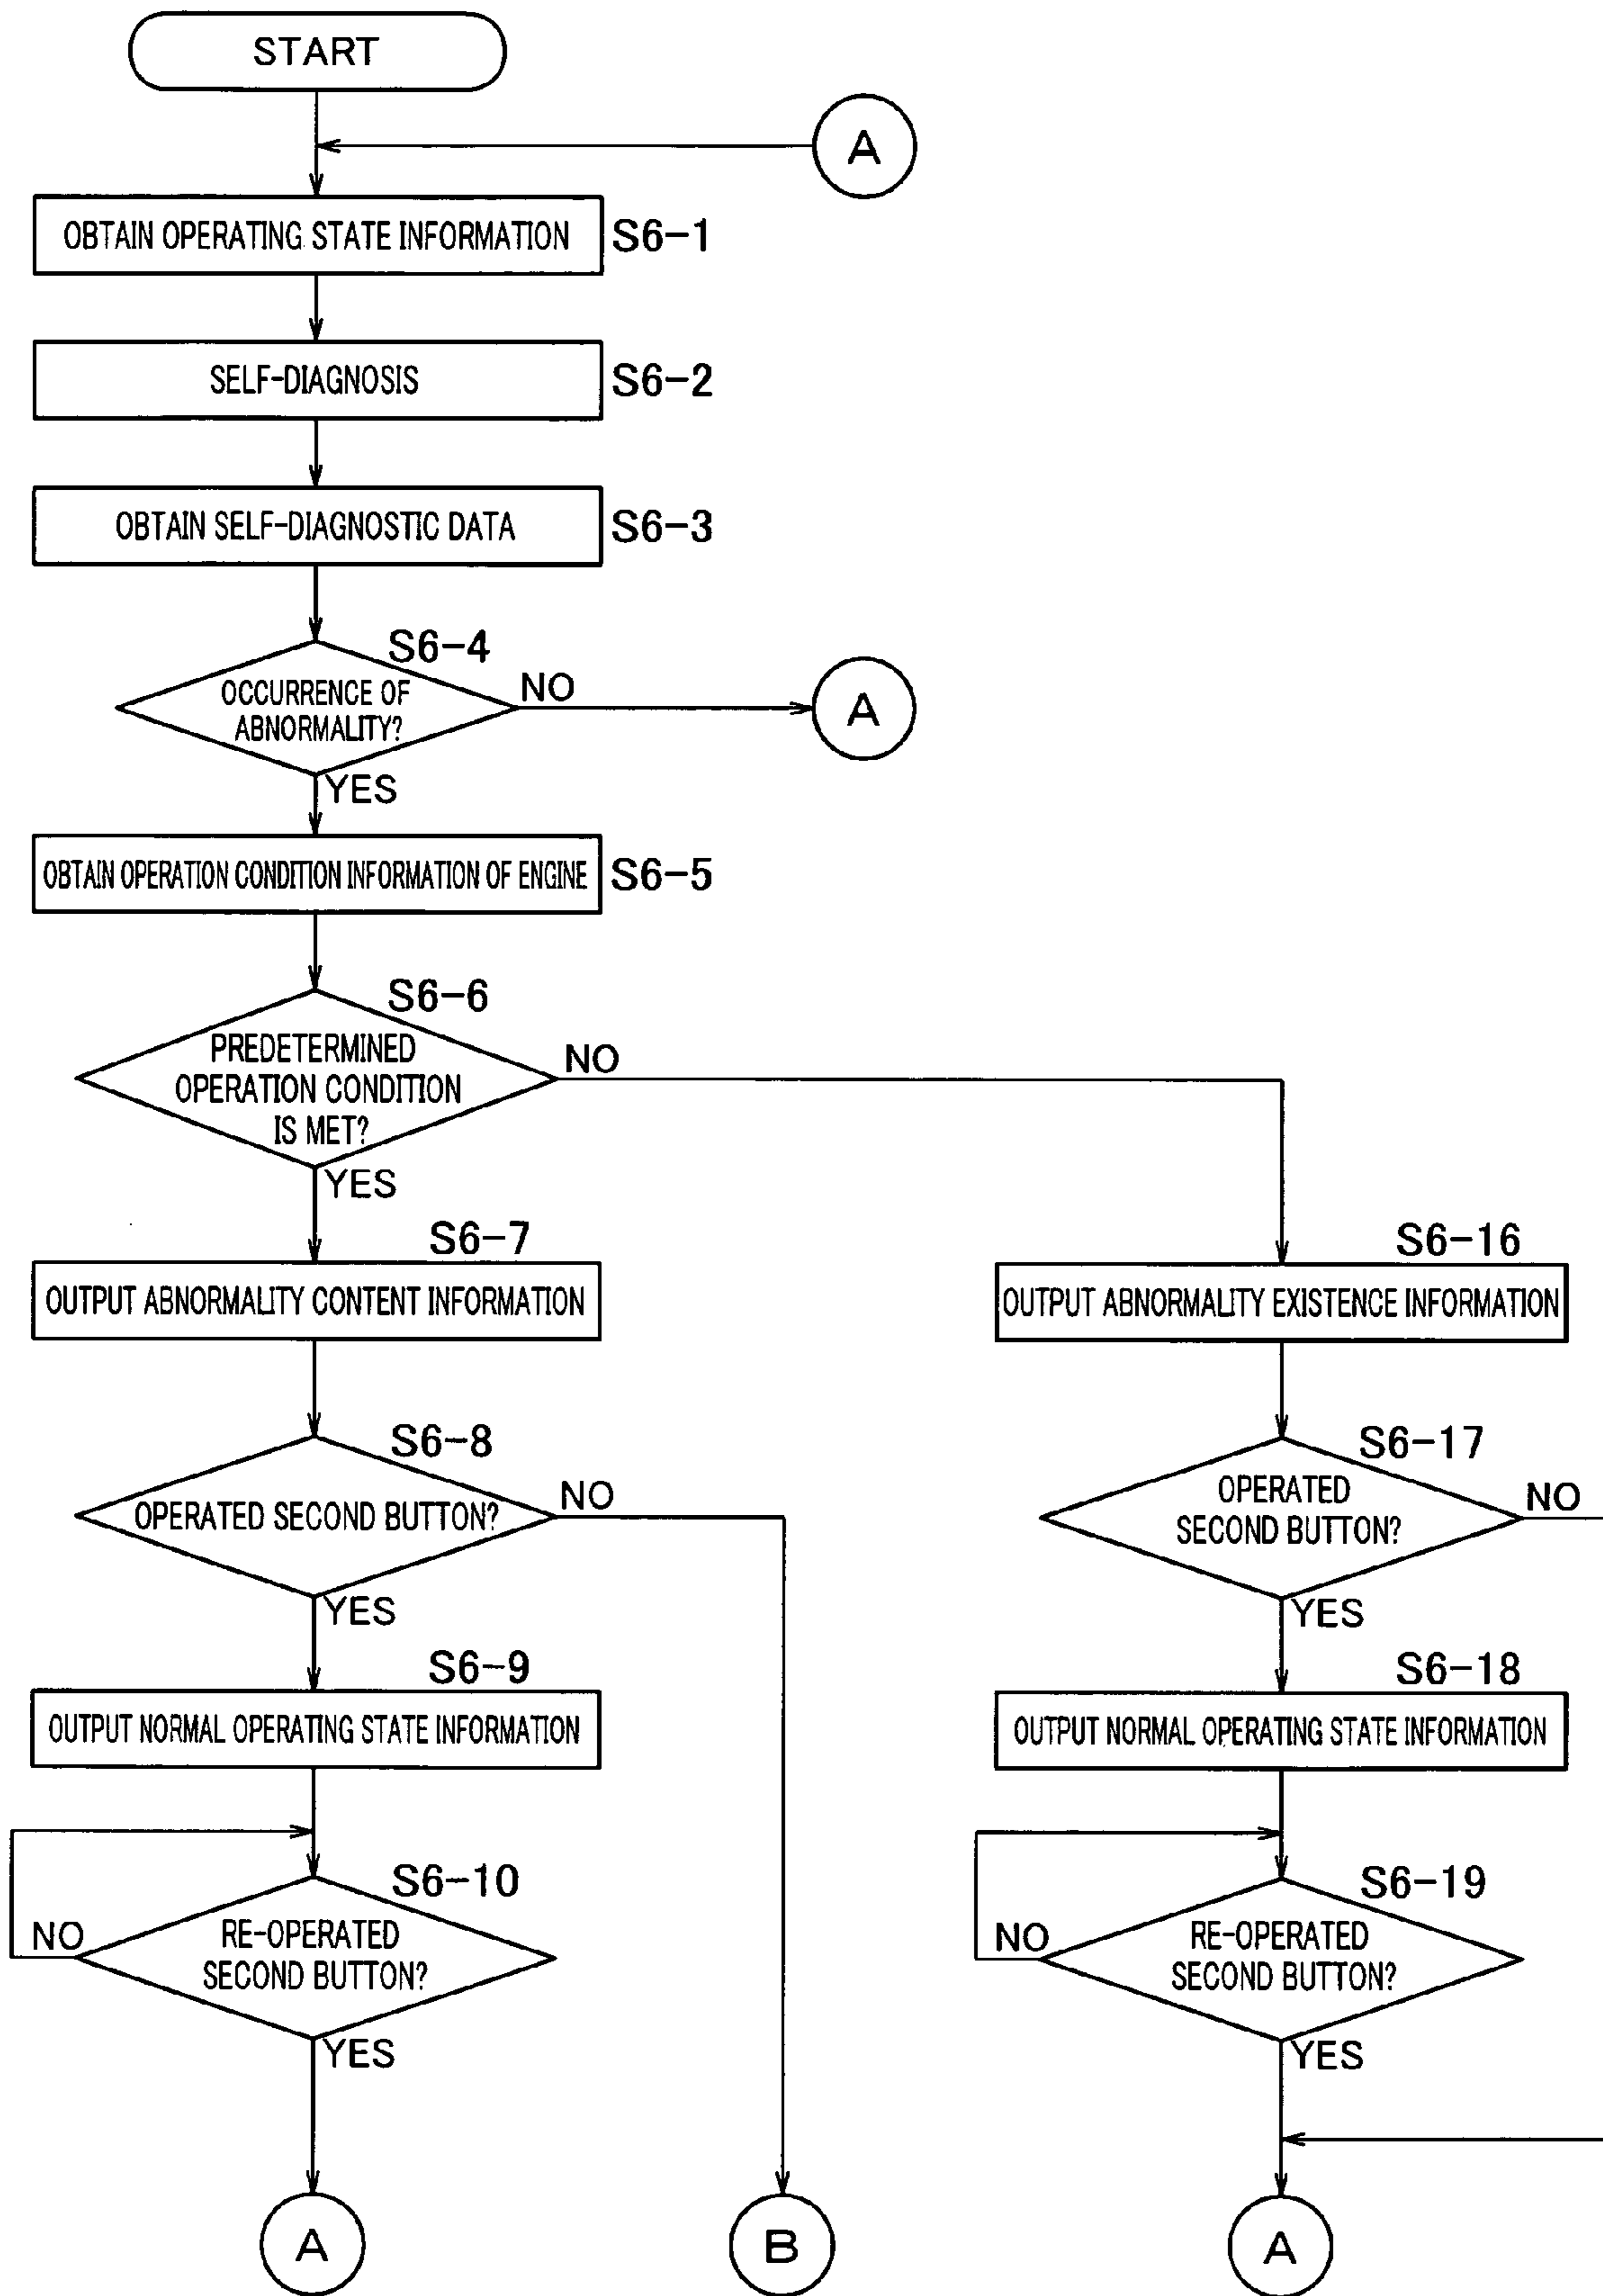 START
A
OBTAIN OPERATING STATE INFORMATION
S6-1
SELF-DIAGNOSIS
S6-2
OBTAIN SELF-DIAGNOSTIC DATA
S6-3
S6-4
OCCURRENCE OF
ABNORMALITY?
NO
A
YES
OBTAIN OPERATION CONDITION INFORMATION OF ENGINE
S6-5
S6-6
PREDETERMINED
OPERATION CONDITION
IS MET?
NO
YES
S6-7
OUTPUT ABNORMALITY CONTENT INFORMATION
S6-8
OPERATED SECOND BUTTON?
NO
YES
S6-9
OUTPUT NORMAL OPERATING STATE INFORMATION
S6-10
RE-OPERATED
SECOND BUTTON?
NO
YES
A
B
S6-16
OUTPUT ABNORMALITY EXISTENCE INFORMATION
S6-17
OPERATED
SECOND BUTTON?
NO
YES
S6-18
OUTPUT NORMAL OPERATING STATE INFORMATION
S6-19
RE-OPERATED
SECOND BUTTON?
NO
YES
A